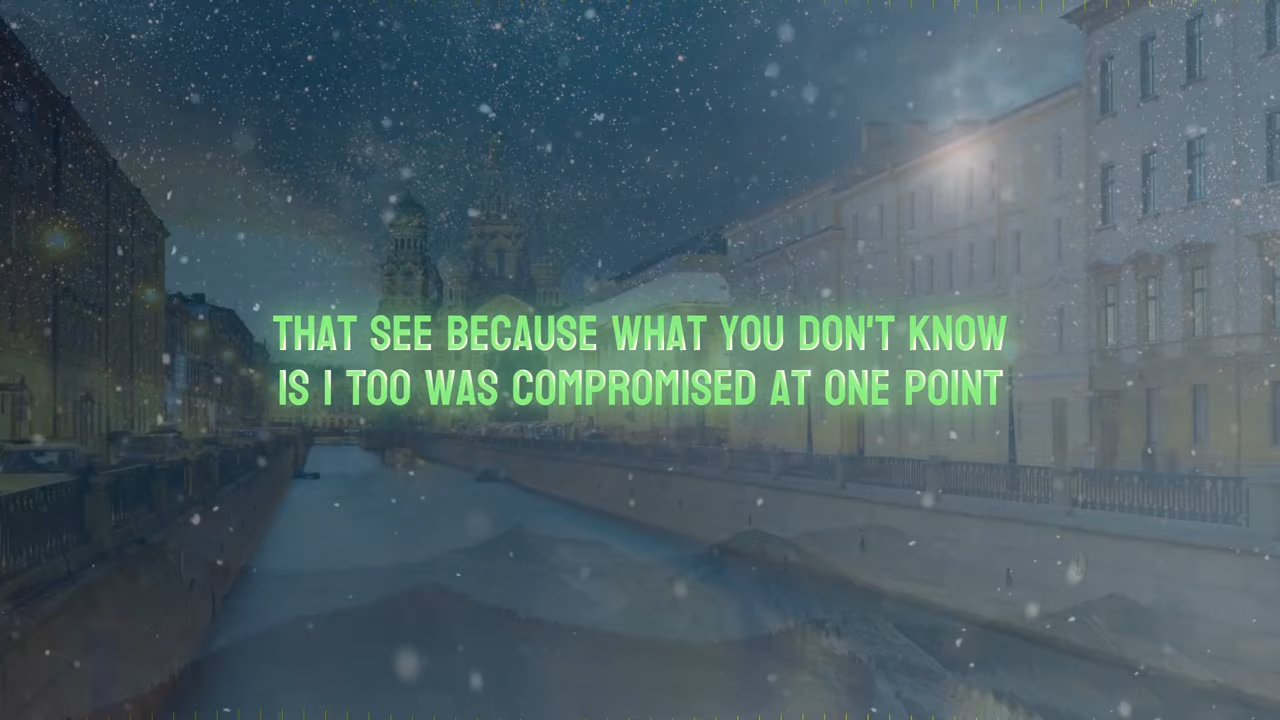 THAT SEE BECAUSE WHAT YOU DON'T KNOW
IS I TOO WAS COMPROMISED AT ONE POINT